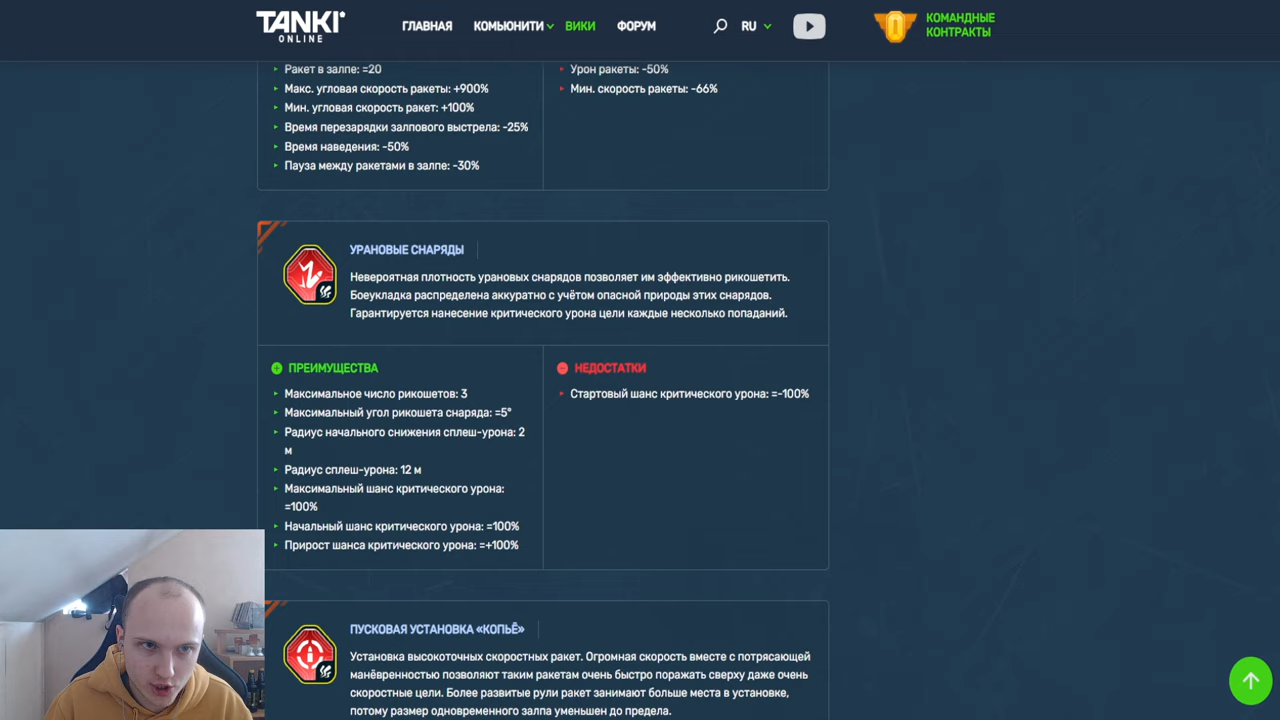 TANKI
ONLINE
ГЛАВНАЯ
КОМЬЮНИТИ
ВИКИ
ФОРУМ
RU
КОМАНДНЫЕ
КОНТРАКТЫ
Ракет в залпе: =20
Макс. угловая скорость ракеты: +900%
Мин. угловая скорость ракет: +100%
Время перезарядки залпового выстрела: -25%
Время наведения: -50%
Пауза между ракетами в залпе: -30%
Урон ракеты: -50%
Мин. скорость ракеты: -66%
УРАНОВЫЕ СНАРЯДЫ
Невероятная плотность урановых снарядов позволяет им эффективно рикошетить.
Боеукладка распределена аккуратно с учётом опасной природы этих снарядов.
Гарантируется нанесение критического урона цели каждые несколько попаданий.
ПРЕИМУЩЕСТВА
Максимальное число рикошетов: 3
Максимальный угол рикошета снаряда: =5°
Радиус начального снижения сплеш-урона: 2
м
Радиус сплеш-урона: 12 м
Максимальный шанс критического урона:
=100%
Начальный шанс критического урона: =100%
Прирост шанса критического урона: =+100%
НЕДОСТАТКИ
Стартовый шанс критического урона: =-100%
ПУСКОВАЯ УСТАНОВКА «КОПЬЁ»
Установка высокоточных скоростных ракет. Огромная скорость вместе с потрясающей
манёвренностью позволяют таким ракетам очень быстро поражать сверху даже очень
скоростные цели. Более развитые рули ракет занимают больше места в установке,
потому размер одновременного залпа уменьшен до предела.